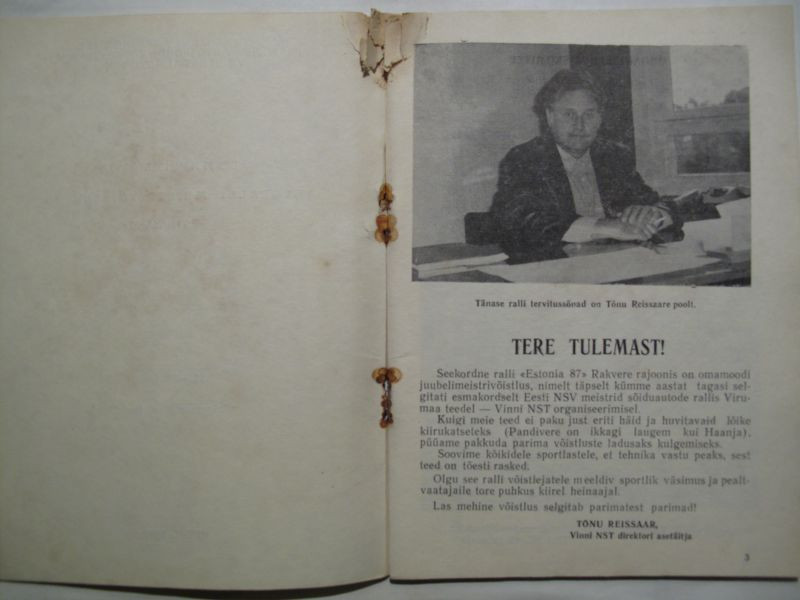 Tänase ralli tervitussõnad on Tõnu Reissaare poolt.
TERE TULEMAST!
Seekordne ralli «Estonia 87» Rakvere rajoonis on omamoodi
juubelimeistrivõistlus, nimelt täpselt kümme aastat tagasi sel-
gitati esmakordselt Eesti NSV meistrid sõiduautode rallis Viru-
maa teedel — Vinni NST organiseerimisel.
Kuigi meie teed ei paku just eriti häid ja huvitavaid lõike
kiirukatseteks (Pandivere on ikkagi laugem kui Haanja),
püüame pakkuda parima võistluste ladusaks kulgemiseks.
Soovime kõikidele sportlastele, et tehnika vastu peaks, sest
teed on tõesti rasked.
Olgu see ralli võistlejatele meeldiv sportlik väsimus ja pealt-
vaatajaile tore puhkus kiirel heinaajal.
Las mehine võistlus selgitab parimatest parimad!
TÕNU REISSAAR,
Vinni NST direktori asetäitja
3